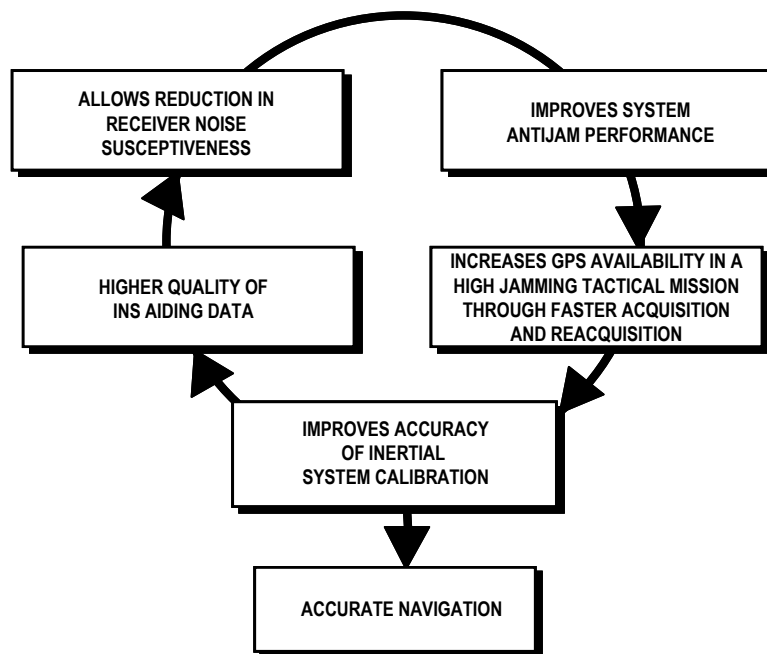 ALLOWS REDUCTION IN
RECEIVER NOISE
SUSCEPTIVENESS
IMPROVES SYSTEM
ANTIJAM PERFORMANCE
HIGHER QUALITY OF
INS AIDING DATA
INCREASES GPS AVAILABILITY IN A
HIGH JAMMING TACTICAL MISSION
THROUGH FASTER ACQUISITION
AND REACQUISITION
IMPROVES ACCURACY
OF INERTIAL
SYSTEM CALIBRATION
ACCURATE NAVIGATION